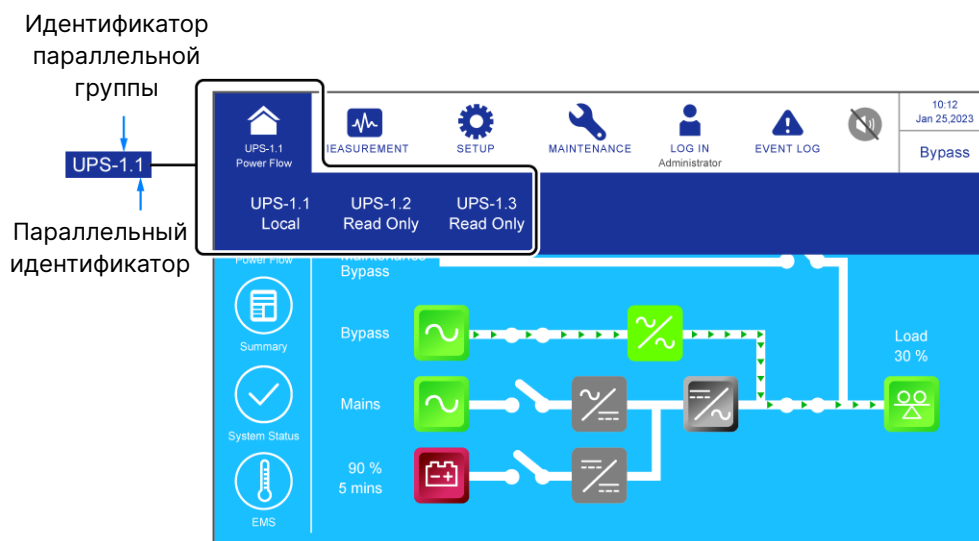 Идентификатор
параллельной
группы
UPS-1.1
Параллельный
идентификатор
UPS-1.1
Power Flow
MEASUREMENT
SETUP
MAINTENANCE
LOG IN
Administrator
EVENT LOG
10:12
Jan 25,2023
Bypass
UPS-1.1
Local
UPS-1.2
Read Only
UPS-1.3
Read Only
Power Flow
Summary
System Status
EMS
Maintenance
Bypass
Bypass
Mains
90 %
5 mins
Load
30 %